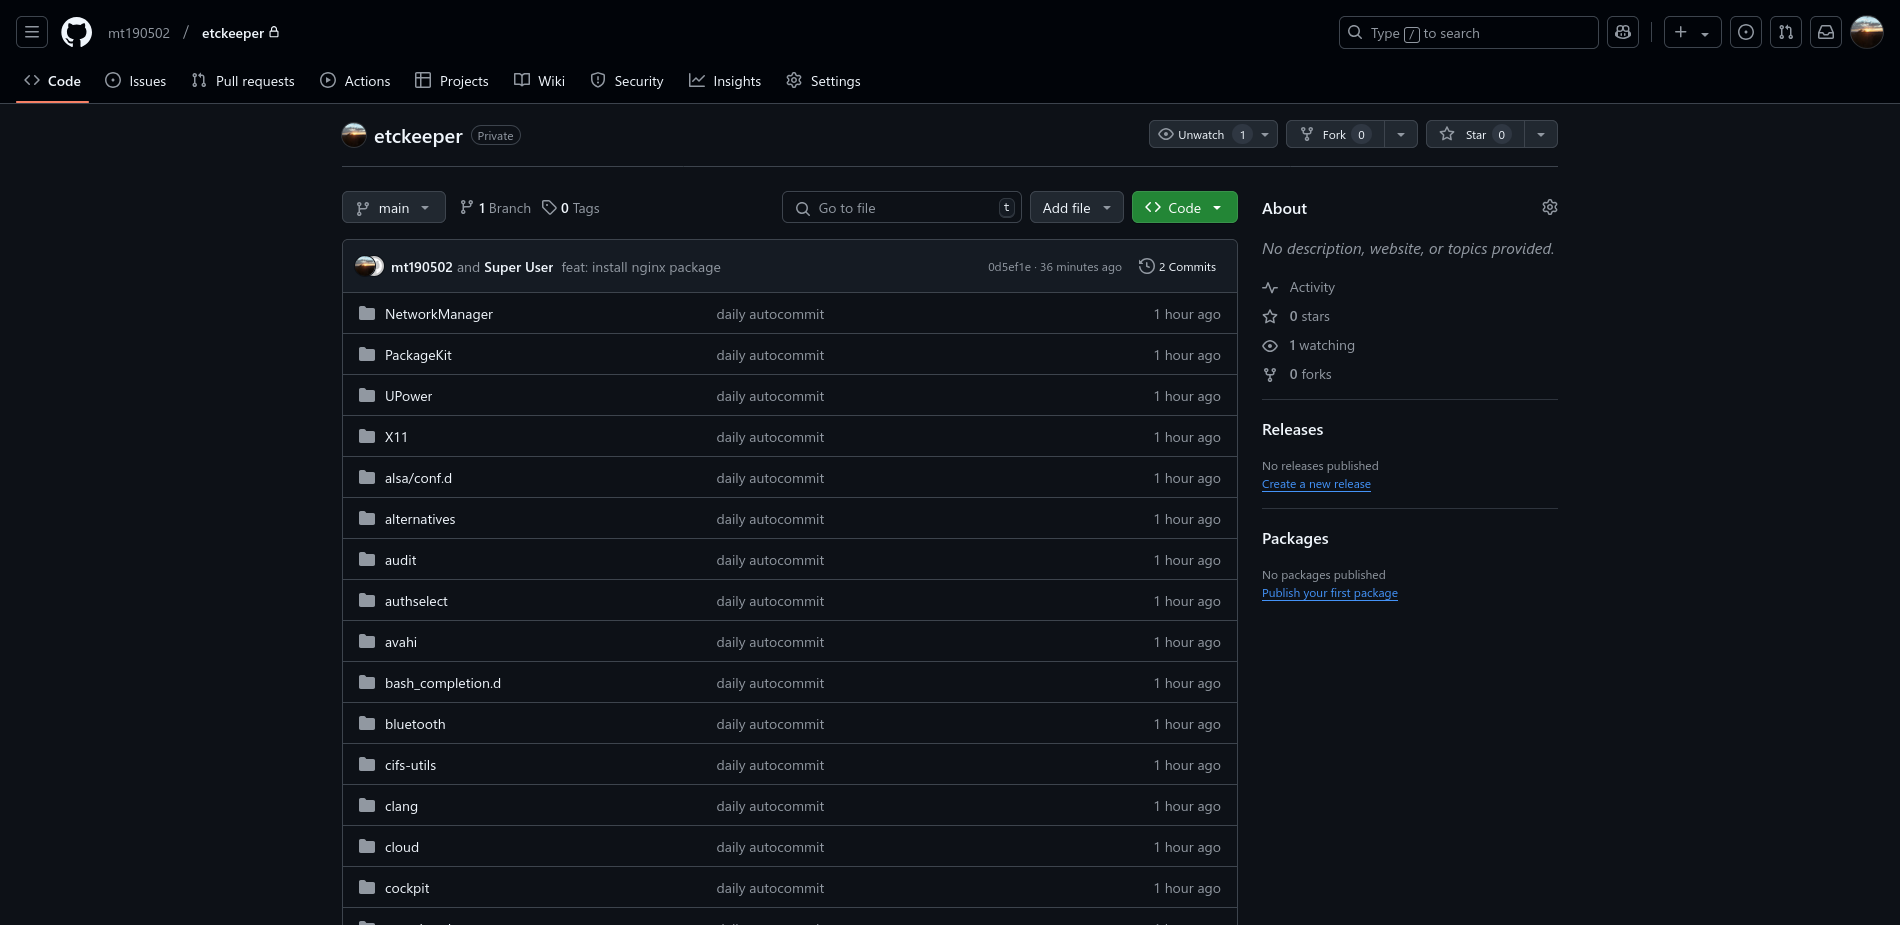 mt190502 / etckeeper
Type / to search
Code
Issues
Pull requests
Actions
Projects
Wiki
Security
Insights
Settings
etckeeper Private
Unwatch 1
Fork 0
Star 0
main
1 Branch
0 Tags
Go to file t
Add file
Code
mt190502 and Super User feat: install nginx package
0d5ef1e · 36 minutes ago
2 Commits
NetworkManager daily autocommit 1 hour ago
PackageKit daily autocommit 1 hour ago
UPower daily autocommit 1 hour ago
X11 daily autocommit 1 hour ago
alsa/conf.d daily autocommit 1 hour ago
alternatives daily autocommit 1 hour ago
audit daily autocommit 1 hour ago
authselect daily autocommit 1 hour ago
avahi daily autocommit 1 hour ago
bash_completion.d daily autocommit 1 hour ago
bluetooth daily autocommit 1 hour ago
cifs-utils daily autocommit 1 hour ago
clang daily autocommit 1 hour ago
cloud daily autocommit 1 hour ago
cockpit daily autocommit 1 hour ago
About
No description, website, or topics provided.
Activity
0 stars
1 watching
0 forks
Releases
No releases published
Create a new release
Packages
No packages published
Publish your first package